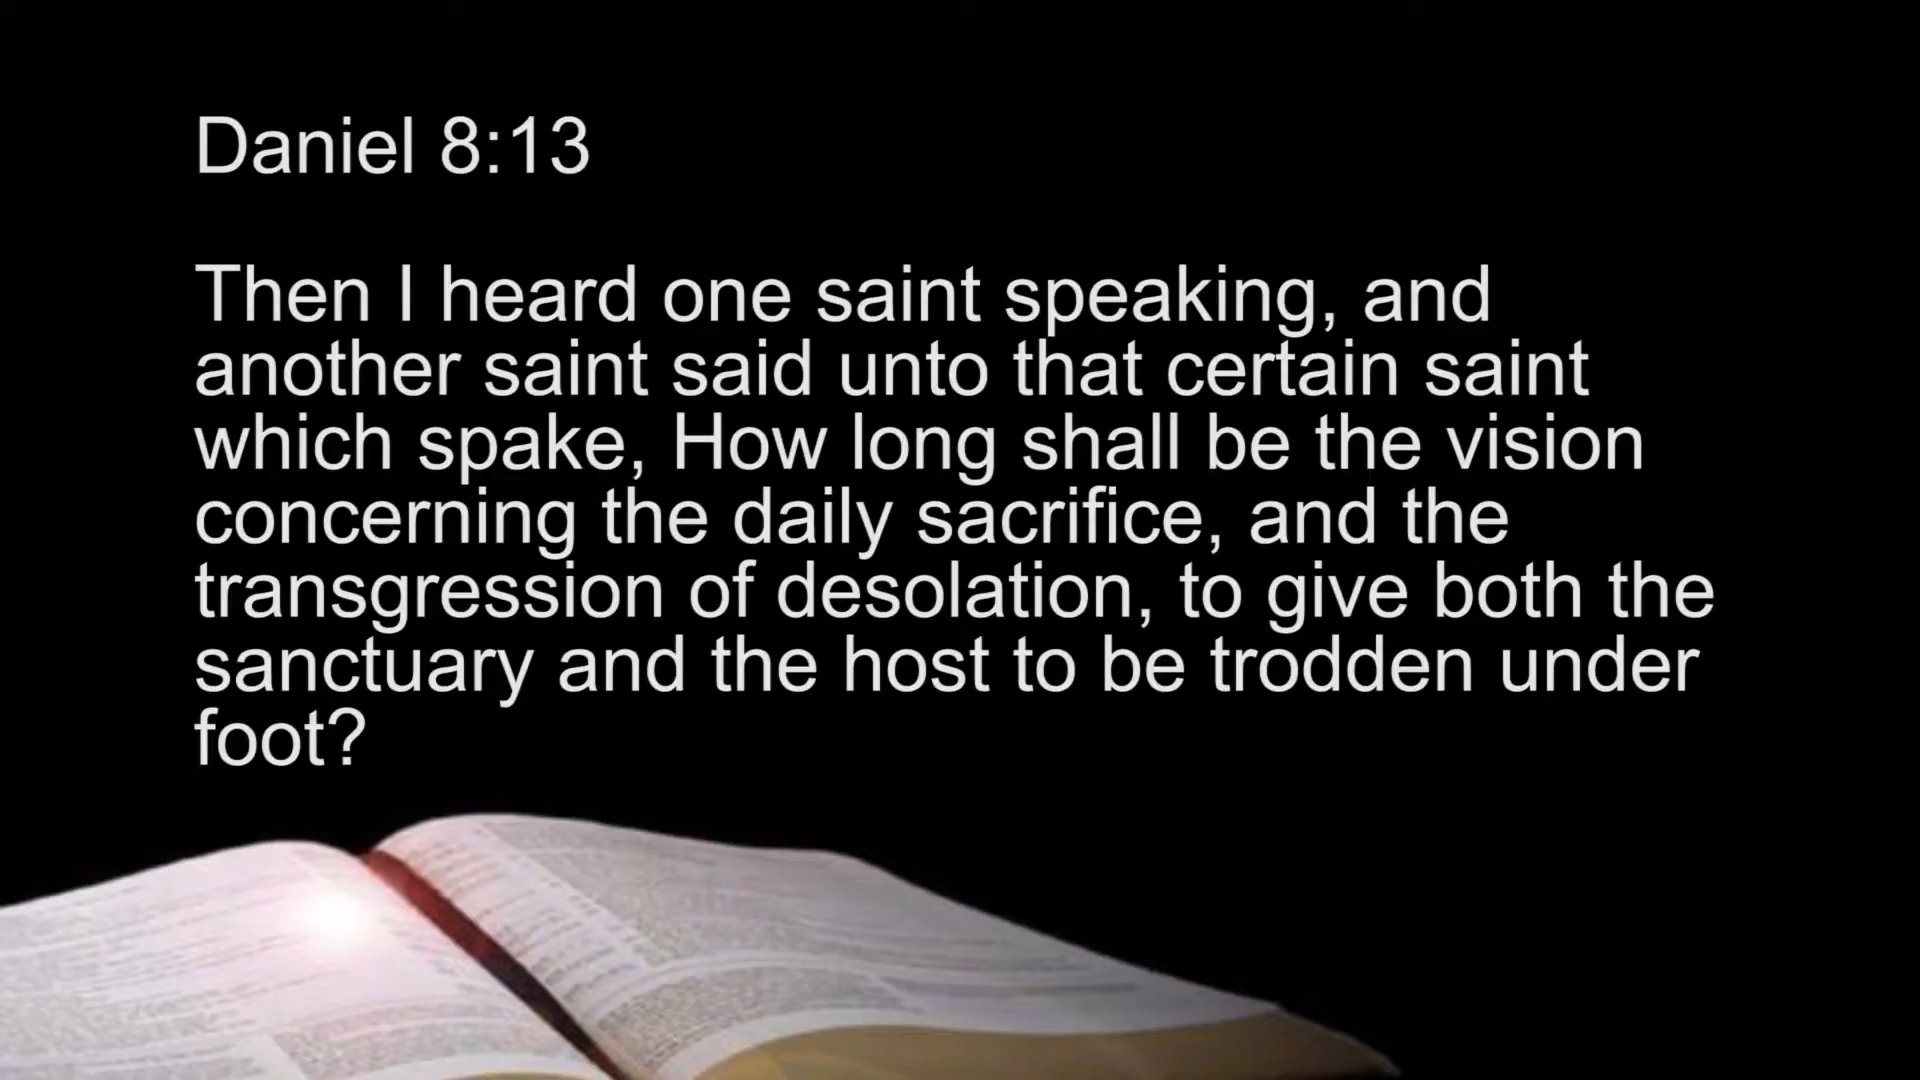 Daniel 8:13
Then I heard one saint speaking, and
another saint said unto that certain saint
which spake, How long shall be the vision
concerning the daily sacrifice, and the
transgression of desolation, to give both the
sanctuary and the host to be trodden under
foot?